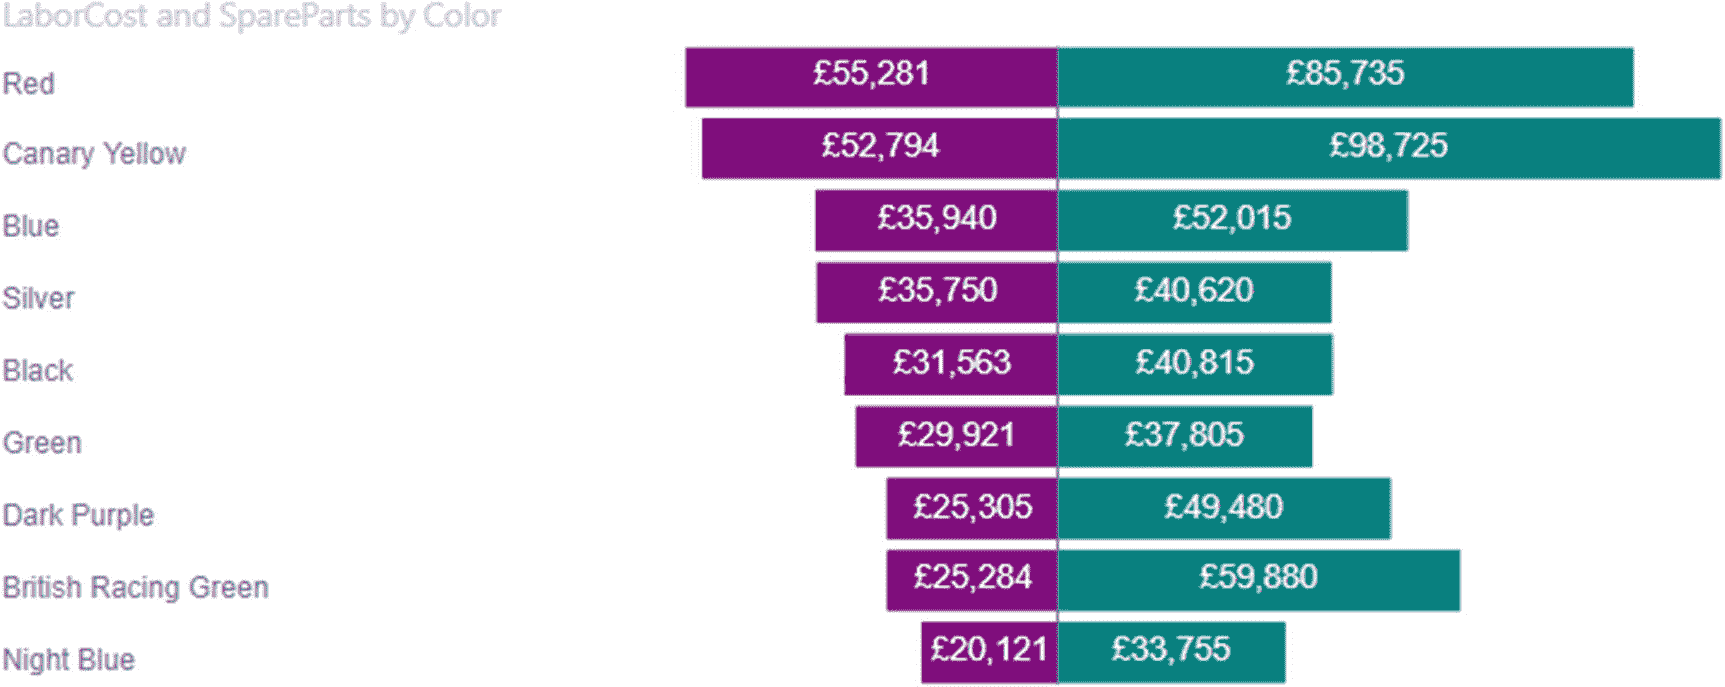 LaborCost and SpareParts by Color
Red £55,281 £85,735
Canary Yellow £52,794 £98,725
Blue £35,940 £52,015
Silver £35,750 £40,620
Black £31,563 £40,815
Green £29,921 £37,805
Dark Purple £25,305 £49,480
British Racing Green £25,284 £59,880
Night Blue £20,121 £33,755